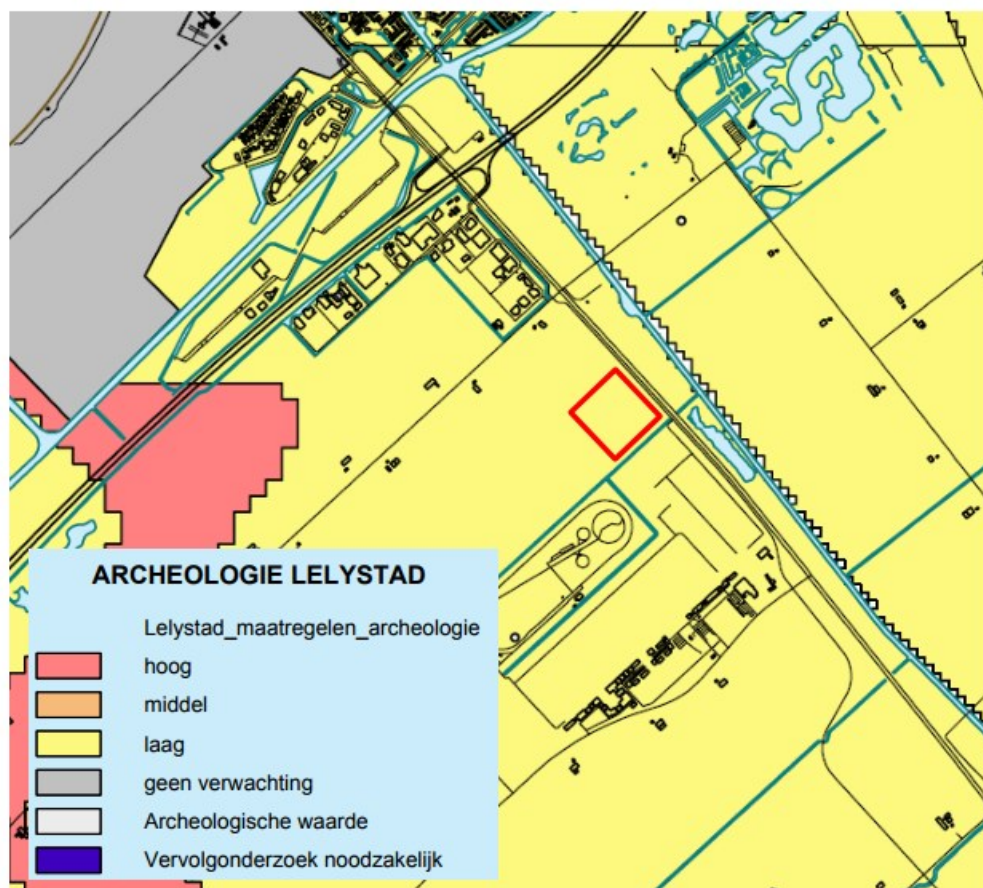 ARCHEOLOGIE LELYSTAD
Lelystad_maatregelen_archeologie
hoog
middel
laag
geen verwachting
Archeologische waarde
Vervolgonderzoek noodzakelijk